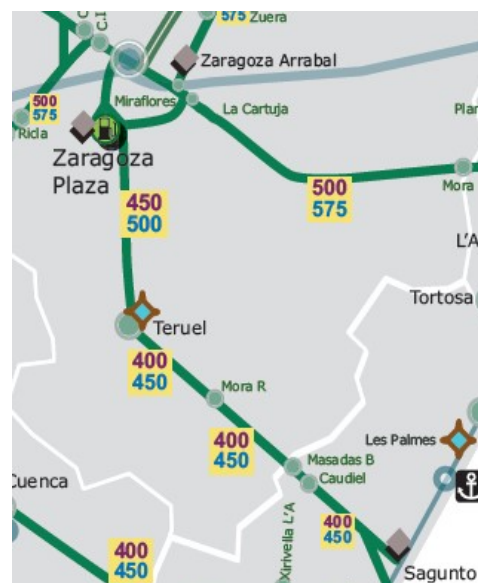 575
Zuera
Zaragoza Arrabal
Miraflores
La Cartuja
500
575
Ricla
Zaragoza
Plaza
Mora
450
500
500
575
L'A
Tortosa
Teruel
400
450
Mora R
400
450
Les Palmes
Masadas B
Caudiel
Cuenca
Xirivella L'A
400
450
400
450
Sagunto